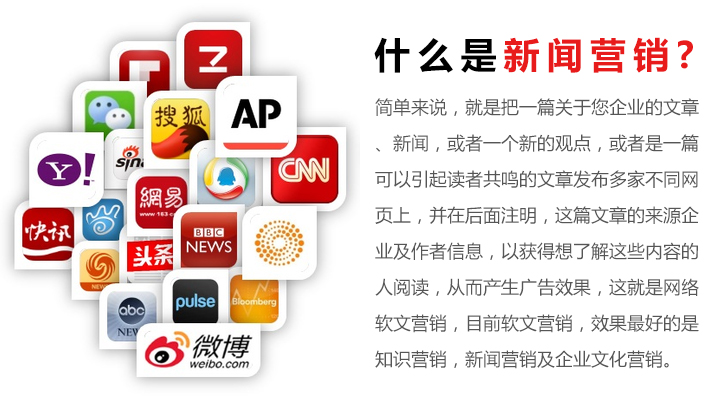 什么是新闻营销?
简单来说，就是把一篇关于您企业的文章
、新闻，或者一个新的观点，或者是一篇
可以引起读者共鸣的文章发布多家不同网
页上，并在后面注明，这篇文章的来源企
业及作者信息，以获得想了解这些内容的
人阅读，从而产生广告效果，这就是网络
软文营销，目前软文营销，效果最好的是
知识营销，新闻营销及企业文化营销。
搜狐
AP
Y!
sina
CNN
網易
www.163.com
快讯
BBC
NEWS
头条
abc
NEWS
pulse
Bloomberg
微博
weibo.com